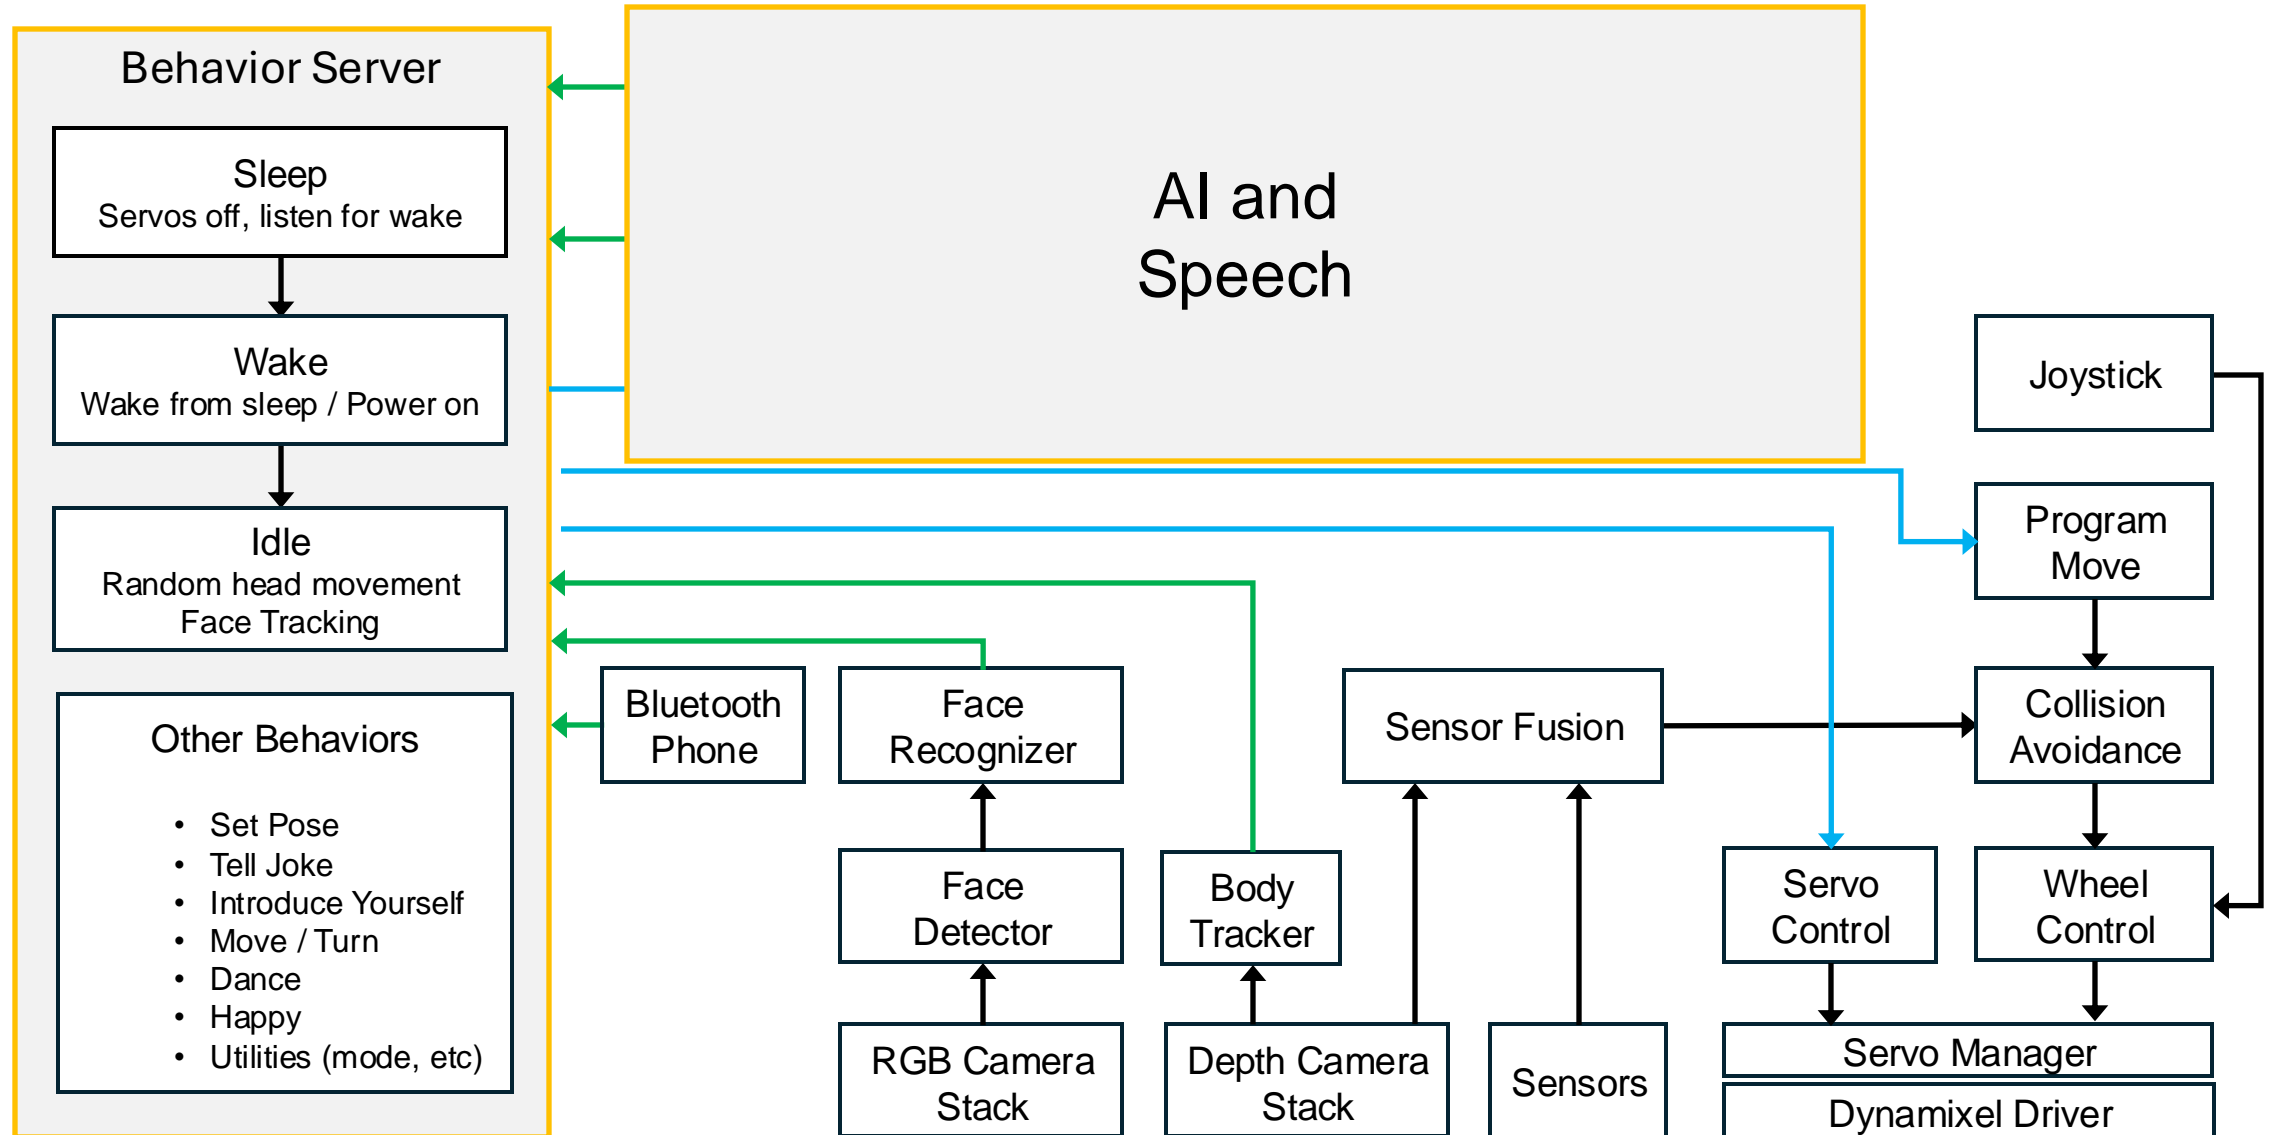 Behavior Server
Sleep
Servos off, listen for wake
Wake
Wake from sleep / Power on
Idle
Random head movement
Face Tracking
Other Behaviors
• Set Pose
• Tell Joke
• Introduce Yourself
• Move / Turn
• Dance
• Happy
• Utilities (mode, etc)
AI and
Speech
Joystick
Program
Move
Bluetooth
Phone
Face
Recognizer
Sensor Fusion
Collision
Avoidance
Face
Detector
Body
Tracker
Servo
Control
Wheel
Control
RGB Camera
Stack
Depth Camera
Stack
Sensors
Servo Manager
Dynamixel Driver